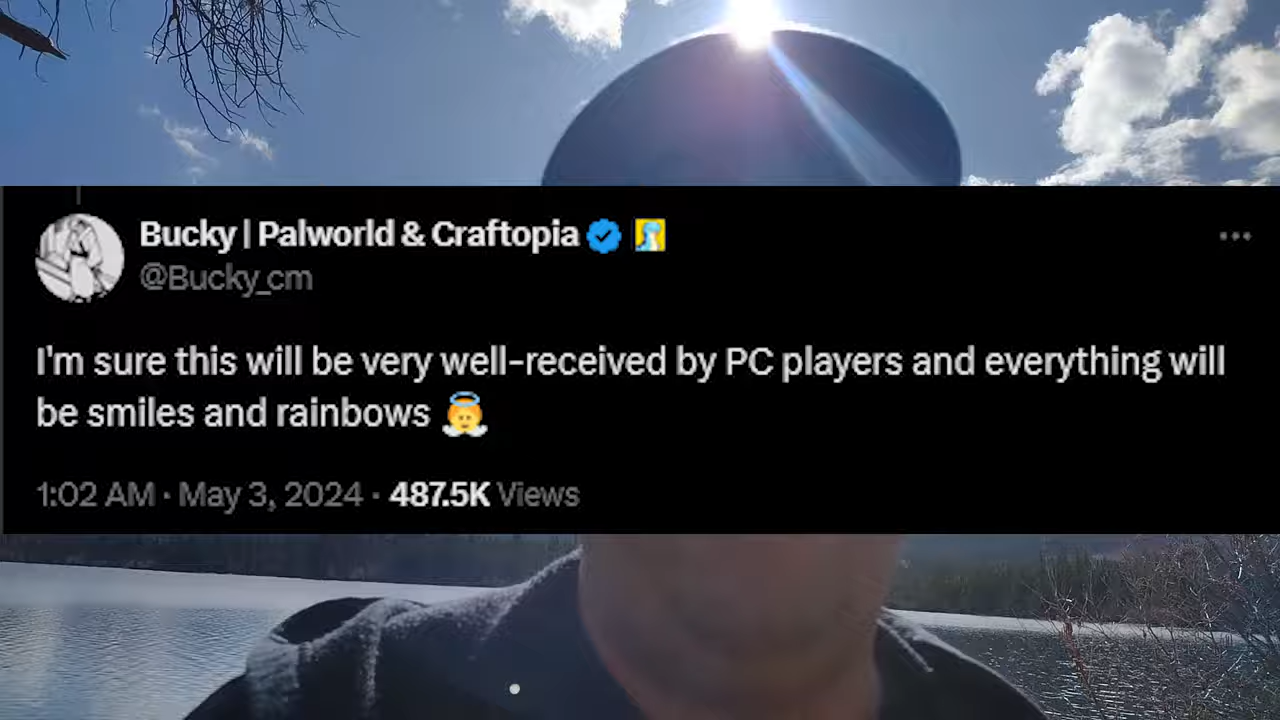 Bucky | Palworld & Craftopia
@Bucky_cm
I'm sure this will be very well-received by PC players and everything will
be smiles and rainbows 😇
1:02 AM · May 3, 2024 · 487.5K Views